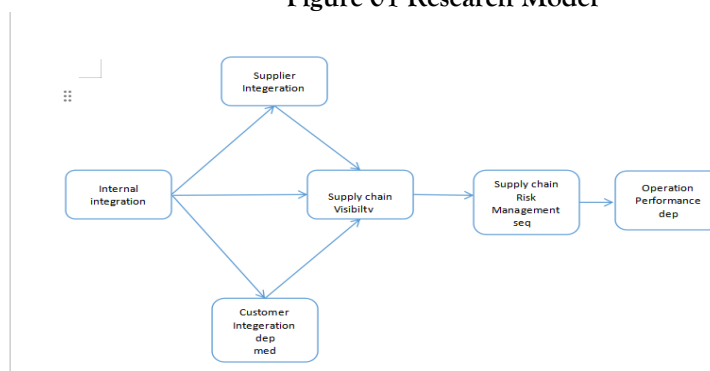 Figure 01 Research Model
Supplier
Integeration
Internal
integration
Supply chain
Visibilty
Supply chain
Risk
Management
seq
Operation
Performance
dep
Customer
Integeration
dep
med